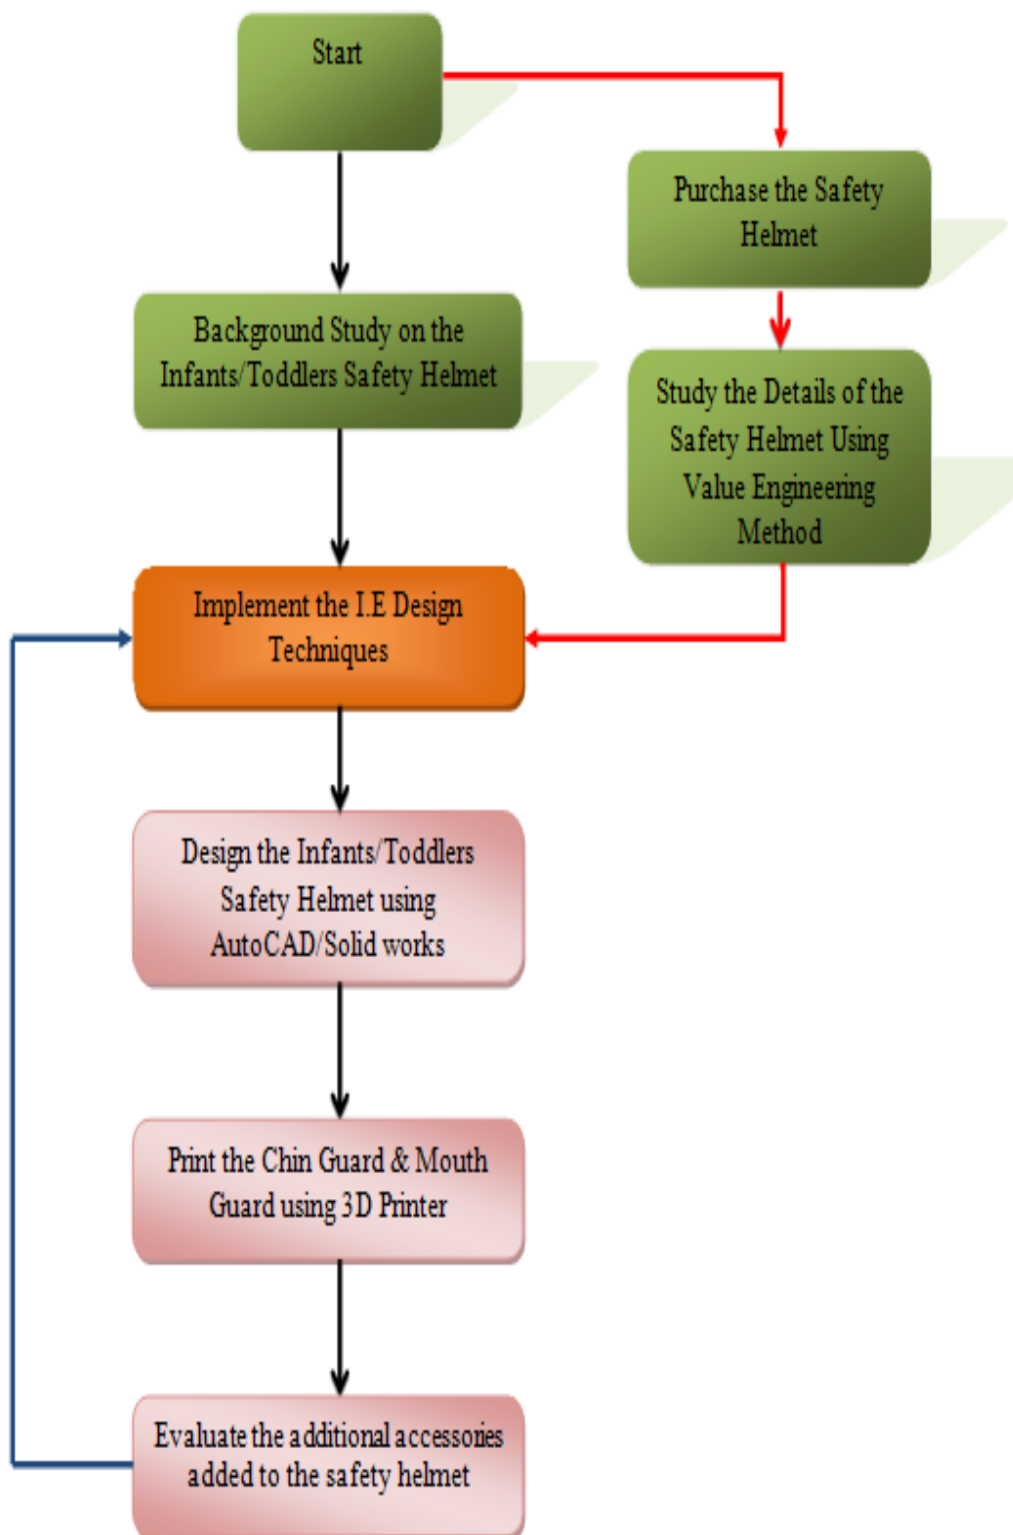 Start
Purchase the Safety
Helmet
Background Study on the
Infants/Toddlers Safety Helmet
Study the Details of the
Safety Helmet Using
Value Engineering
Method
Implement the I.E Design
Techniques
Design the Infants/Toddlers
Safety Helmet using
AutoCAD/Solid works
Print the Chin Guard & Mouth
Guard using 3D Printer
Evaluate the additional accessories
added to the safety helmet